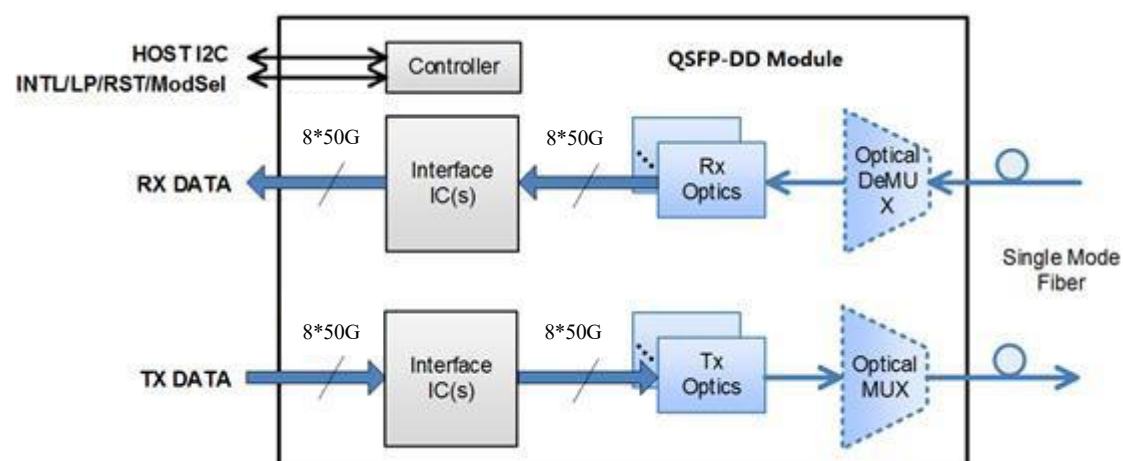 HOST I2C
INTL/LP/RST/ModSel
Controller
QSFP-DD Module
8*50G
8*50G
RX DATA
Interface
IC(s)
Rx
Optics
Optical
DeMU
X
Single Mode
Fiber
8*50G
8*50G
TX DATA
Interface
IC(s)
Tx
Optics
Optical
MUX